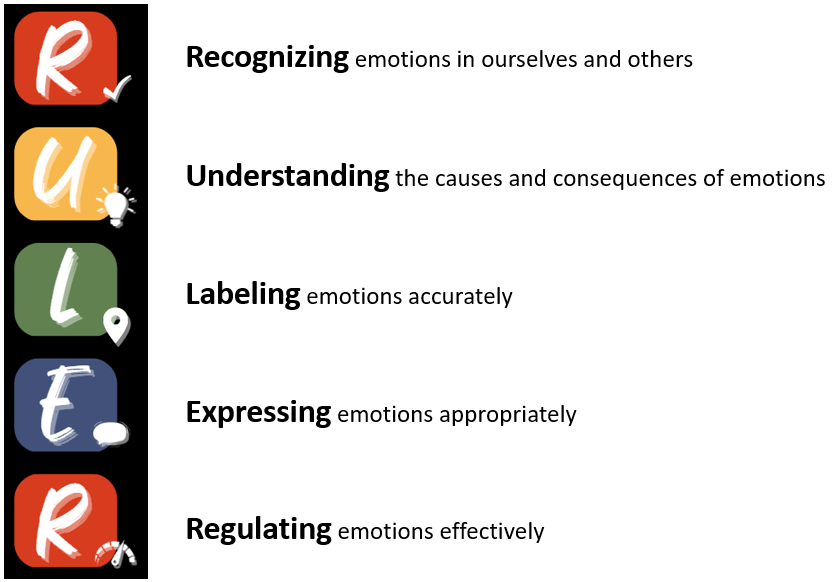 R Recognizing emotions in ourselves and others
U Understanding the causes and consequences of emotions
L Labeling emotions accurately
E Expressing emotions appropriately
R Regulating emotions effectively